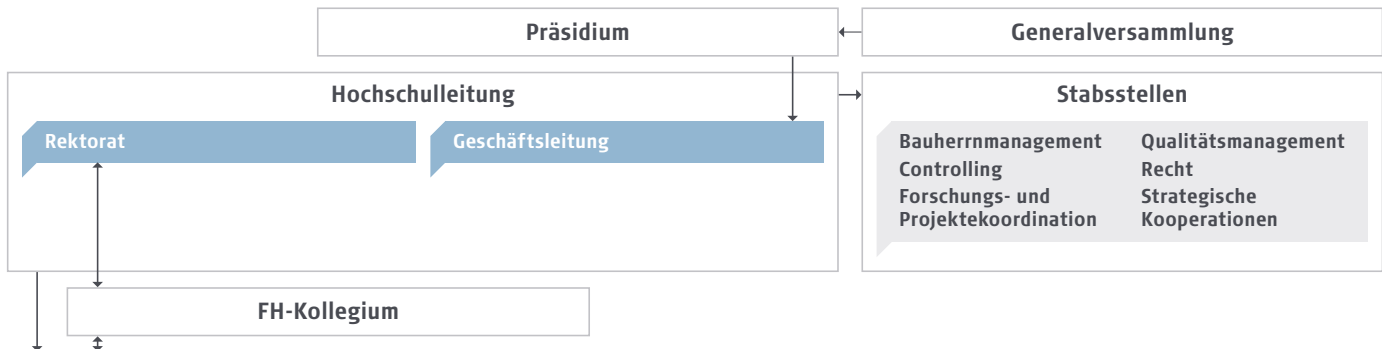 Präsidium
Generalversammlung
Hochschulleitung
Rektorat
Geschäftsleitung
Stabsstellen
Bauherrnmanagement
Controlling
Forschungs- und
Projektekoordination
Qualitätsmanagement
Recht
Strategische
Kooperationen
FH-Kollegium